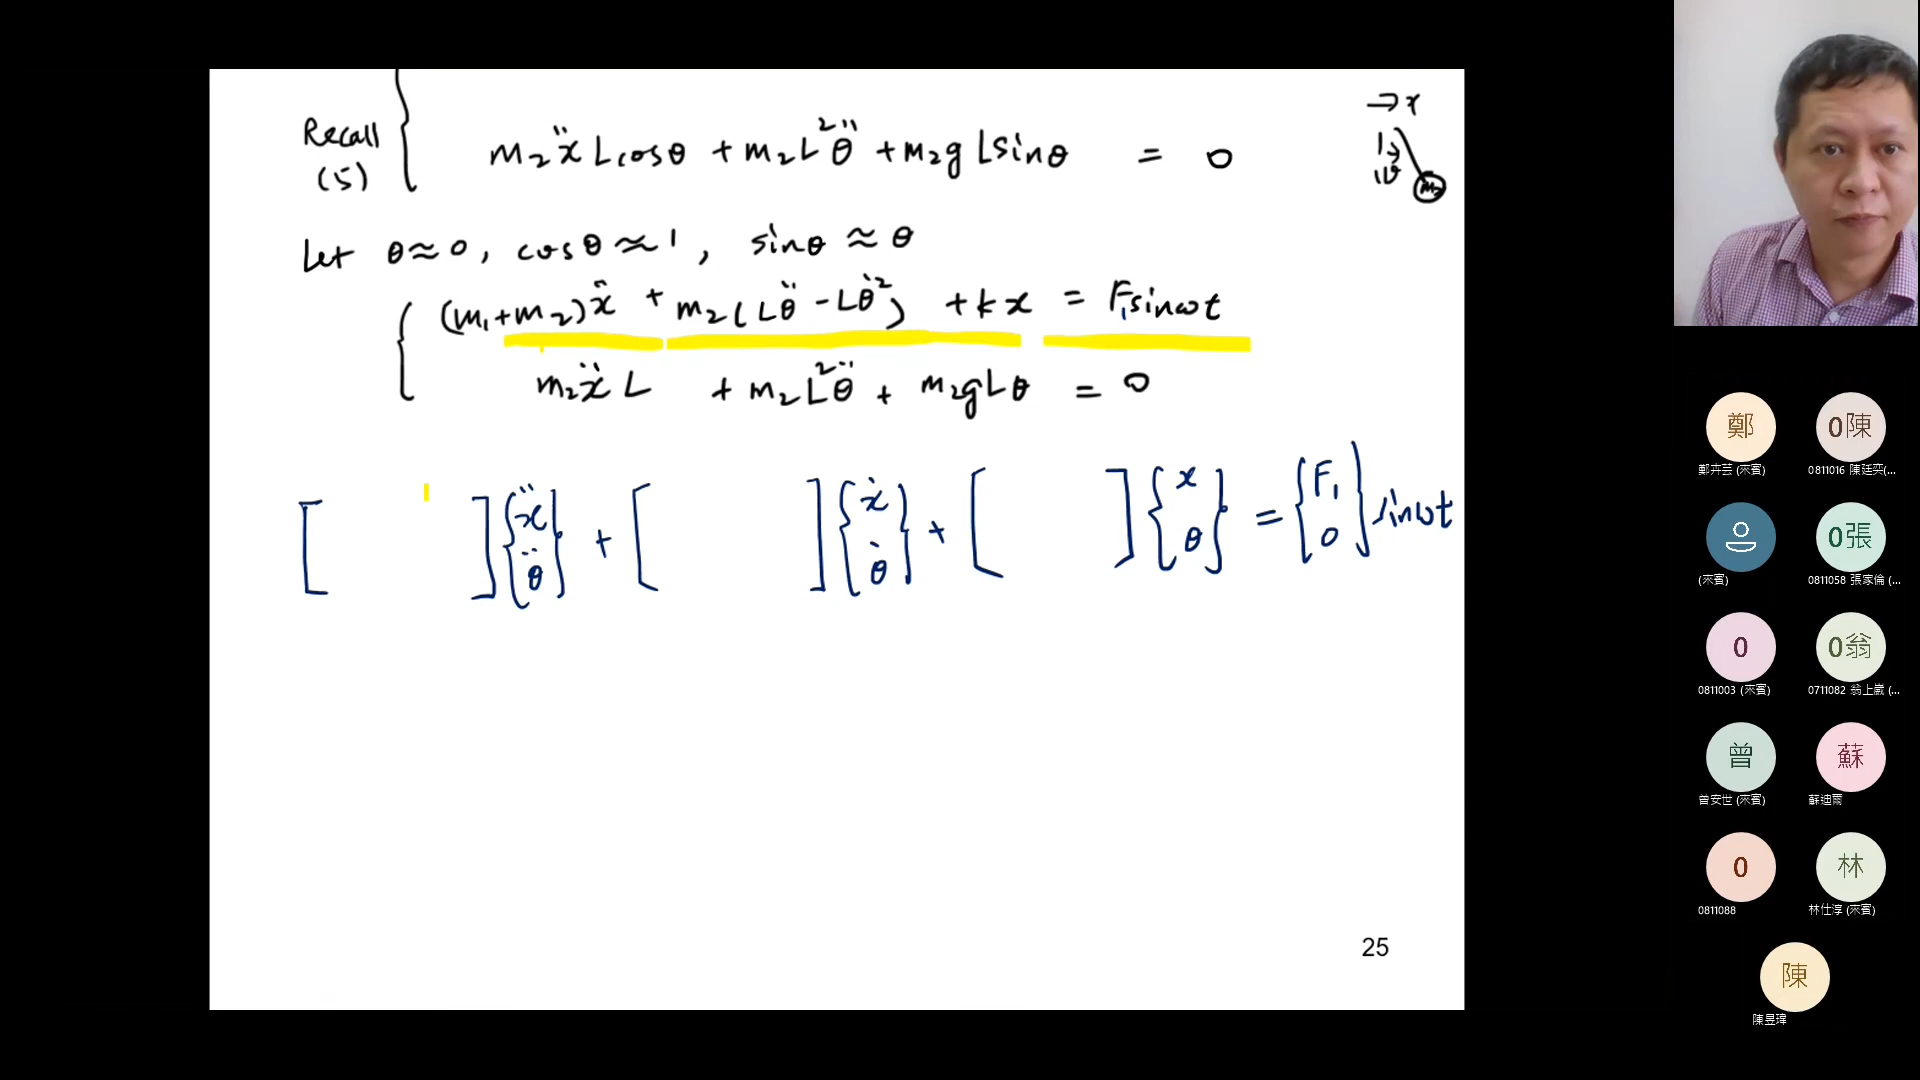 Recall
(5)
m₂ẍLcosθ + m₂L²θ̈ + m₂gLsinθ = 0
→ x
Let θ≈0, cosθ≈1, sinθ≈θ
(m₁+m₂)ẍ + m₂(Lθ̈ - Lθ̇²) + kx = F₁sinωt
m₂ẍL + m₂L²θ̈ + m₂gLθ = 0
[ ]{ẍ θ̈} + [ ]{ẋ θ̇} + [ ]{x θ} = {F₁ 0}sinωt
25
鄭
鄭卉芸 (來賓)
0陳
0811016 陳廷奕(...
(來賓)
0張
0811058 張家倫 (...
0
0811003 (來賓)
0翁
0711082 翁上崴 (...
曾
曾安世 (來賓)
蘇
蘇迪爾
0
0811088
林
林仕淳 (來賓)
陳
陳昱瑋